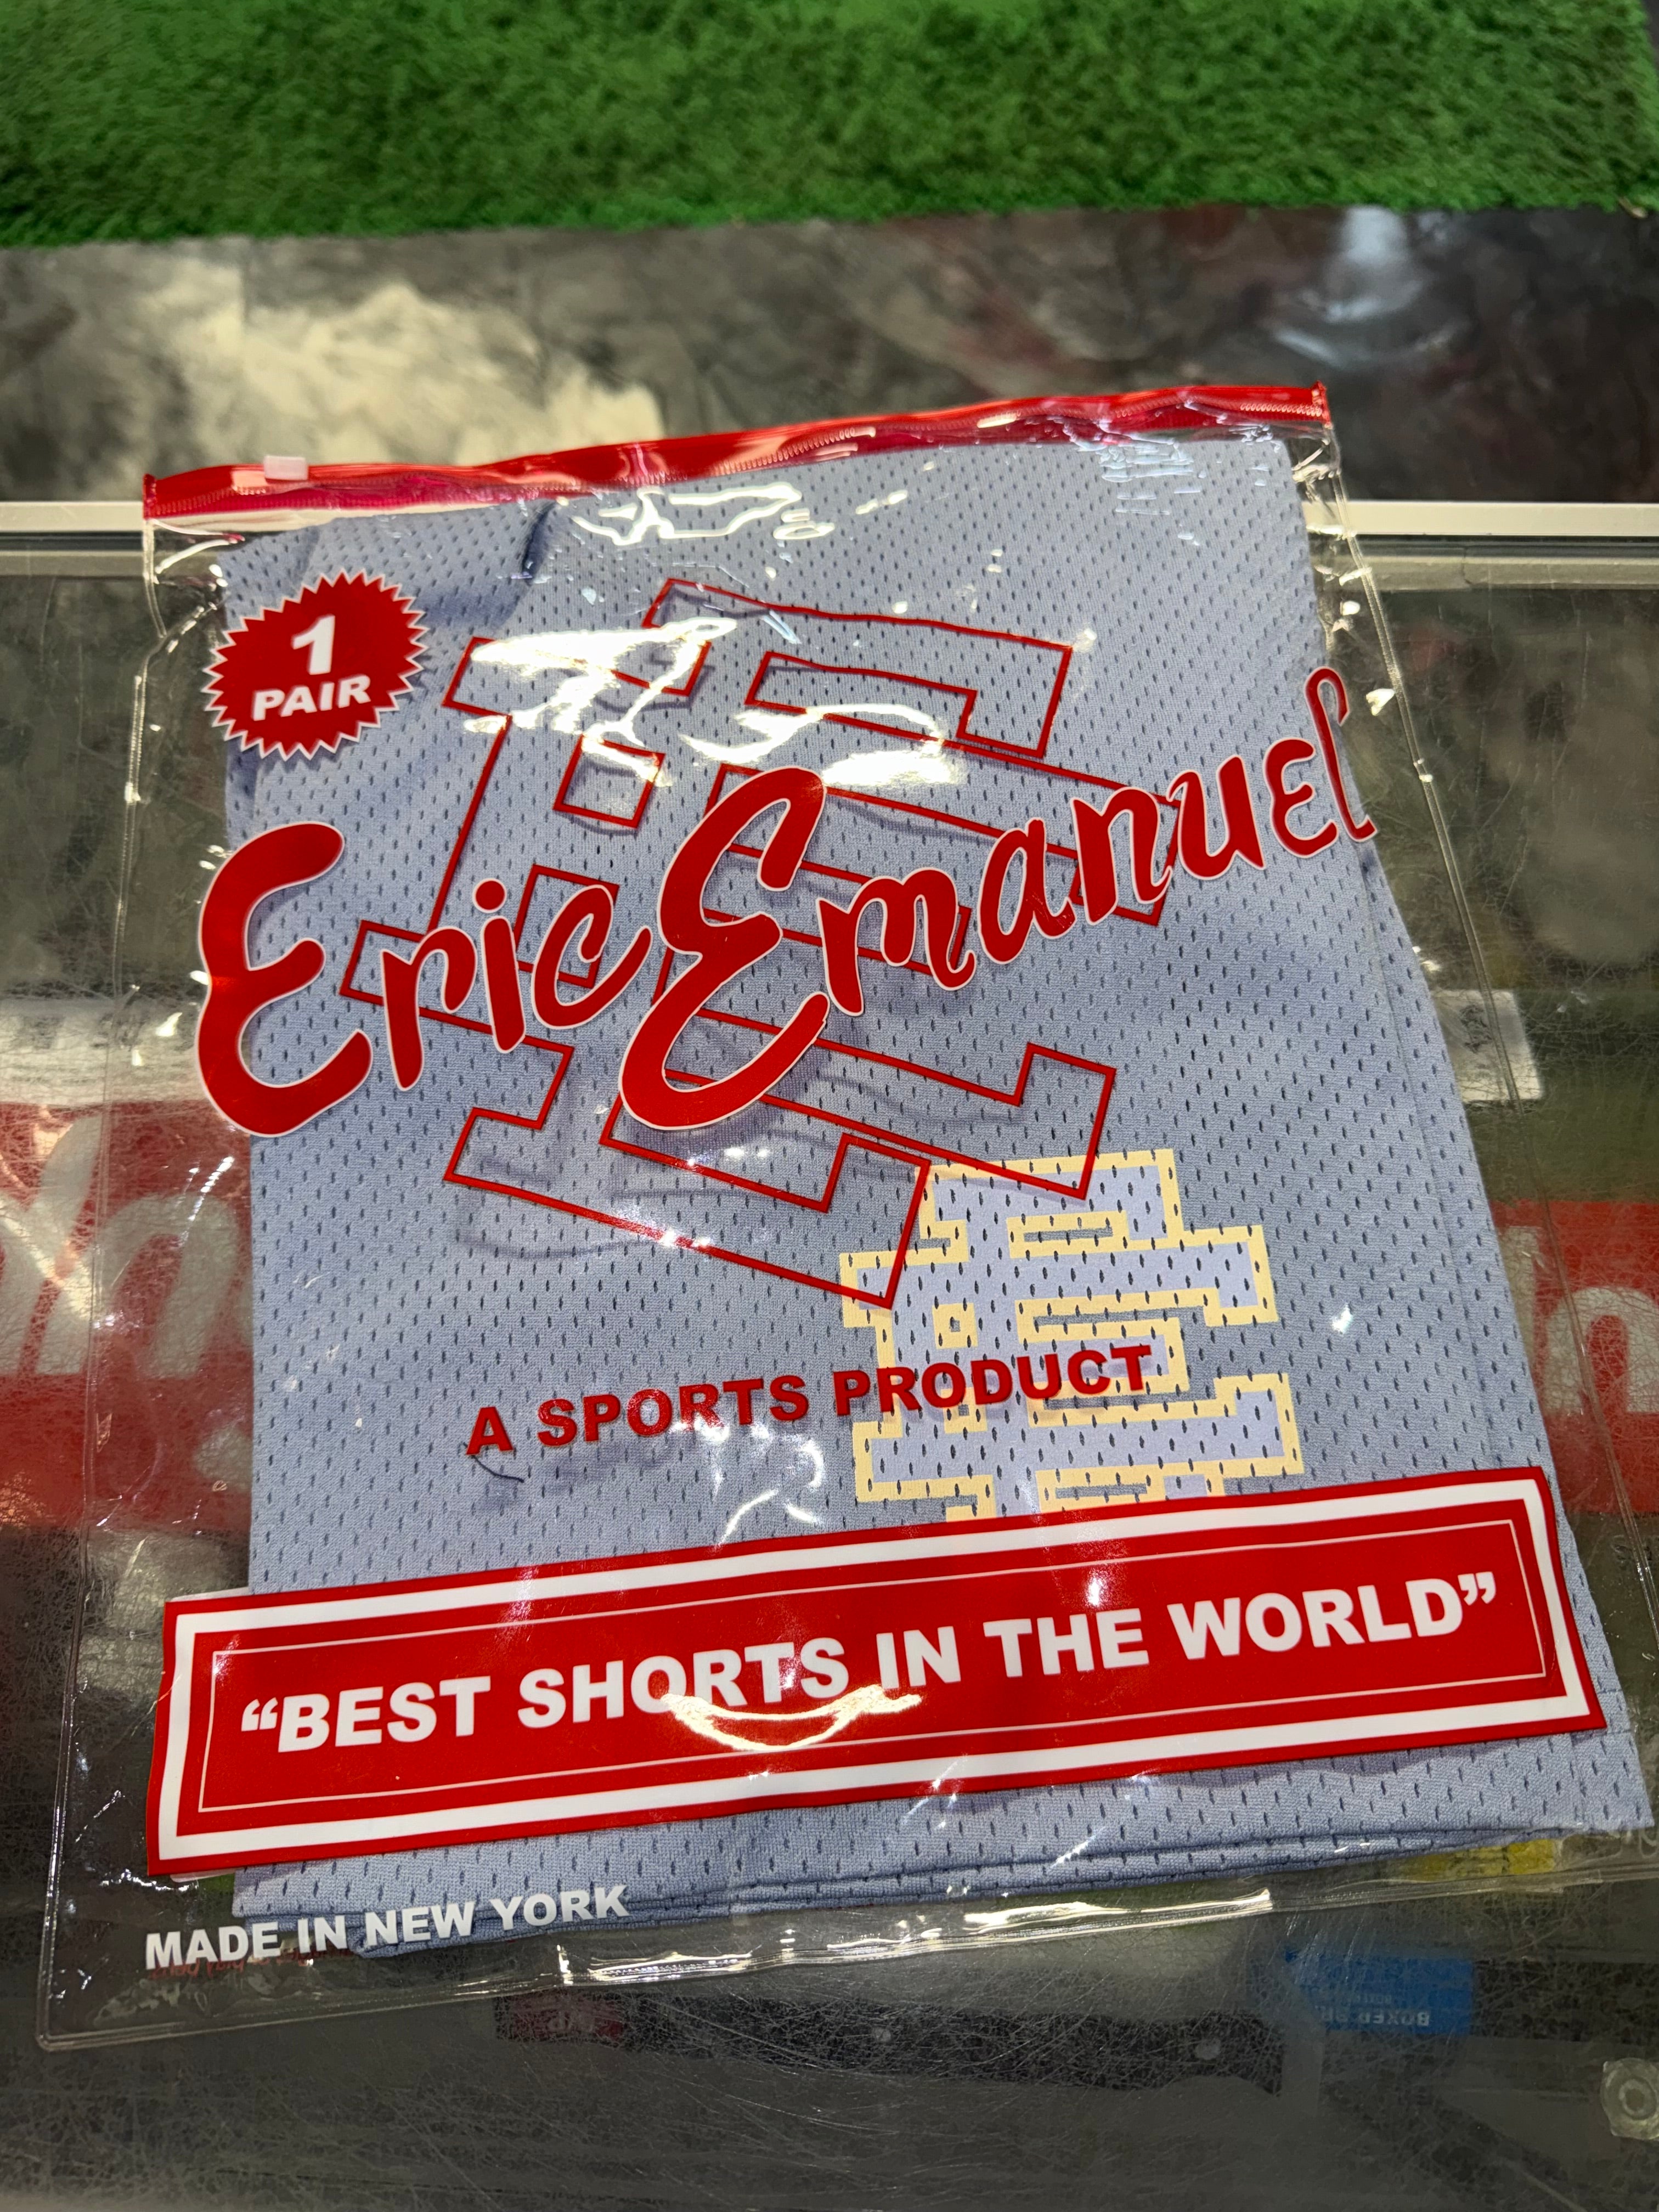 1
PAIR
Eric Emanuel
A SPORTS PRODUCT
“BEST SHORTS IN THE WORLD”
MADE IN NEW YORK